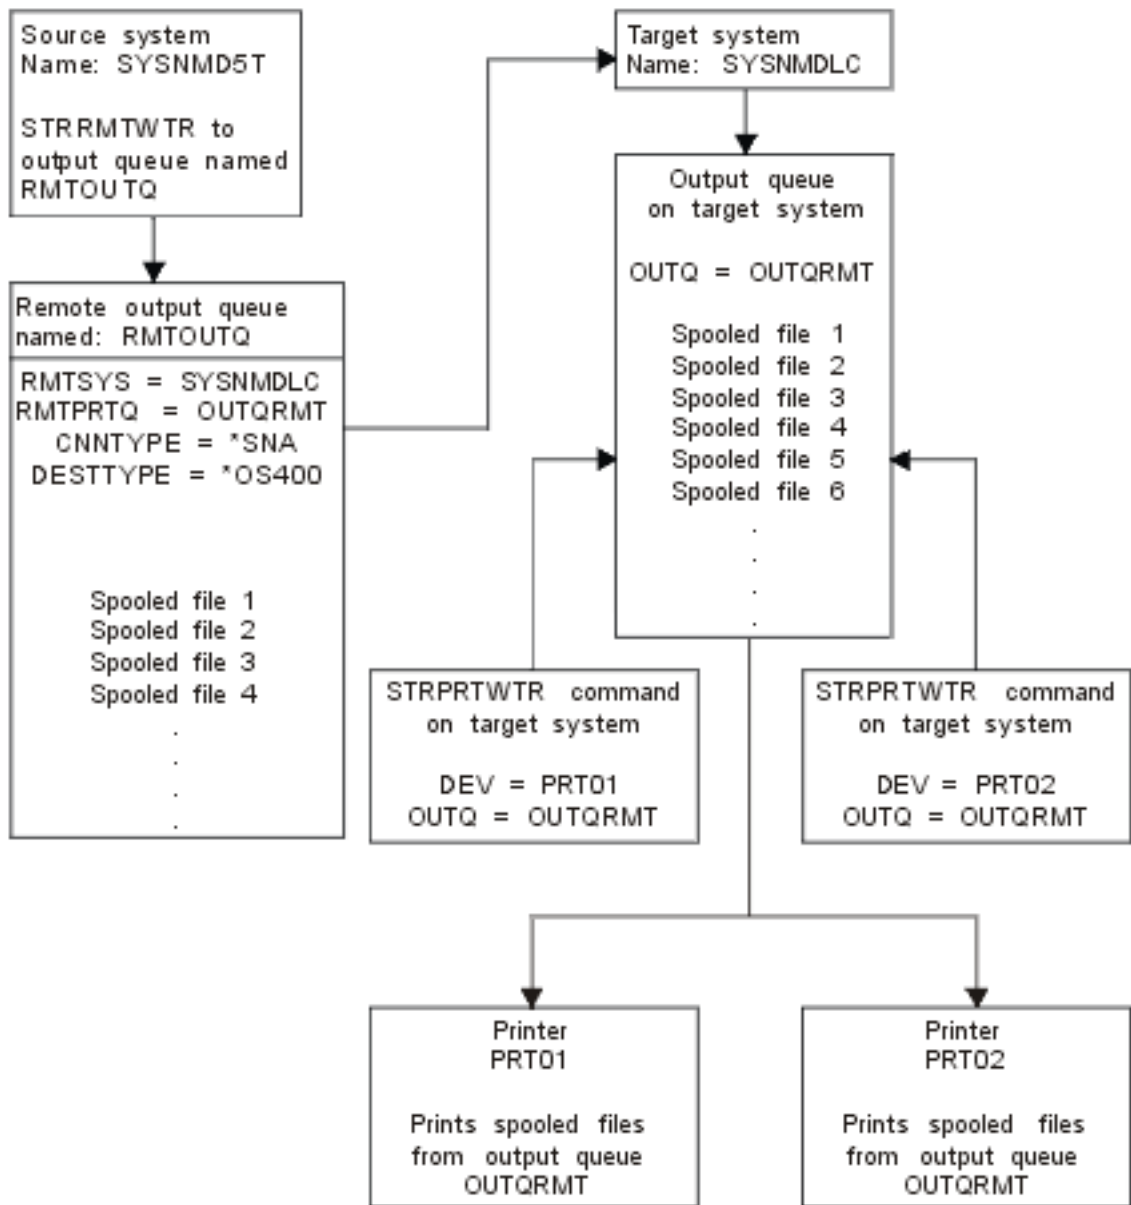 Source system
Name: SYSNMD5T
STRRMTWTR to
output queue named
RMTOUTQ
Remote output queue
named: RMTOUTQ
RMTSYS = SYSNMDLC
RMTPRTQ = OUTQRMT
CNNTYPE = *SNA
DESTTYPE = *OS400
Spooled file 1
Spooled file 2
Spooled file 3
Spooled file 4
.
.
.
.
Target system
Name: SYSNMDLC
Output queue
on target system
OUTQ = OUTQRMT
Spooled file 1
Spooled file 2
Spooled file 3
Spooled file 4
Spooled file 5
Spooled file 6
.
.
.
.
STRPRTWTR command
on target system
DEV = PRT01
OUTQ = OUTQRMT
STRPRTWTR command
on target system
DEV = PRT02
OUTQ = OUTQRMT
Printer
PRT01
Prints spooled files
from output queue
OUTQRMT
Printer
PRT02
Prints spooled files
from output queue
OUTQRMT